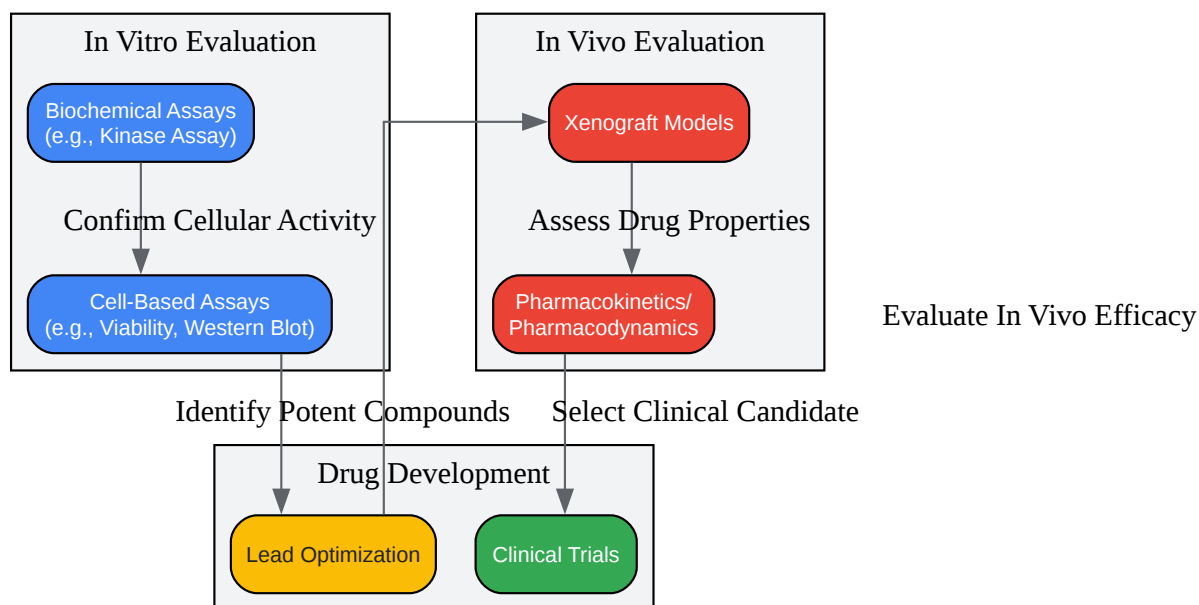 In Vitro Evaluation
Biochemical Assays
(e.g., Kinase Assay)
Confirm Cellular Activity
Cell-Based Assays
(e.g., Viability, Western Blot)
In Vivo Evaluation
Xenograft Models
Assess Drug Properties
Pharmacokinetics/
Pharmacodynamics
Evaluate In Vivo Efficacy
Identify Potent Compounds
Select Clinical Candidate
Drug Development
Lead Optimization
Clinical Trials